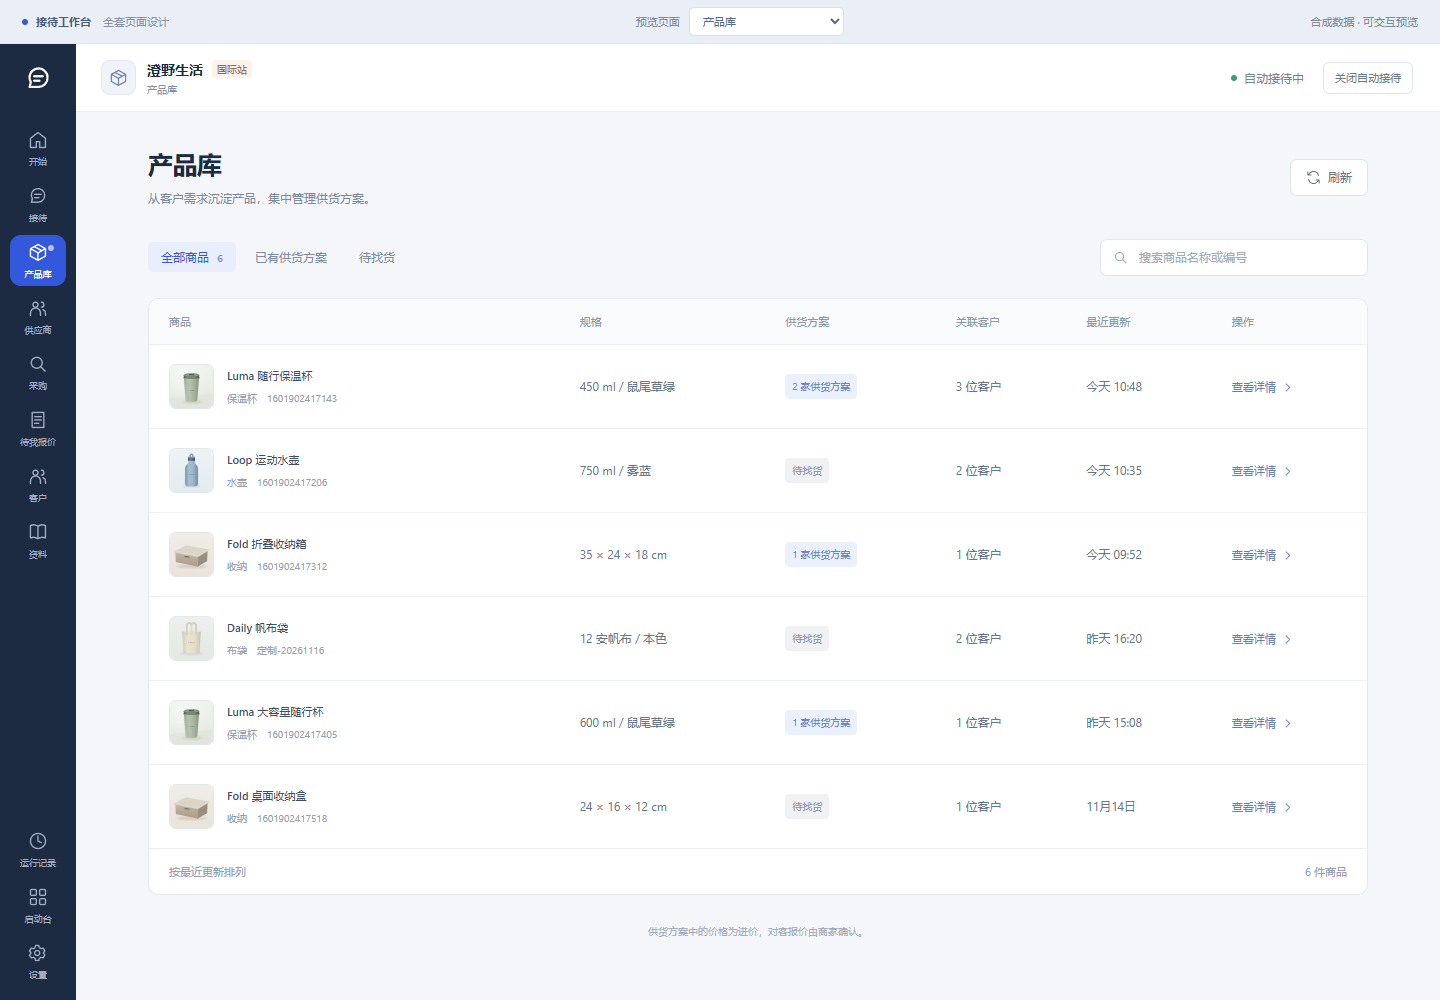 接待工作台 全套页面设计
预览页面 产品库
合成数据 · 可交互预览
澄野生活 国际站
产品库
自动接待中
关闭自动接待
开始
接待
产品库
供应商
采购
待我报价
客户
资料
运行记录
启动台
设置
产品库
从客户需求沉淀产品，集中管理供货方案。
刷新
全部商品 6 已有供货方案 待找货
搜索商品名称或编号
商品 规格 供货方案 关联客户 最近更新 操作
Luma 随行保温杯
保温杯 1601902417143
450 ml / 鼠尾草绿 2 家供货方案 3 位客户 今天 10:48 查看详情
Loop 运动水壶
水壶 1601902417206
750 ml / 雾蓝 待找货 2 位客户 今天 10:35 查看详情
Fold 折叠收纳箱
收纳 1601902417312
35 × 24 × 18 cm 1 家供货方案 1 位客户 今天 09:52 查看详情
Daily 帆布袋
布袋 定制-20261116
12 安帆布 / 本色 待找货 2 位客户 昨天 16:20 查看详情
Luma 大容量随行杯
保温杯 1601902417405
600 ml / 鼠尾草绿 1 家供货方案 1 位客户 昨天 15:08 查看详情
Fold 桌面收纳盒
收纳 1601902417518
24 × 16 × 12 cm 待找货 1 位客户 11月14日 查看详情
按最近更新排列
6 件商品
供货方案中的价格为进价，对客报价由商家确认。